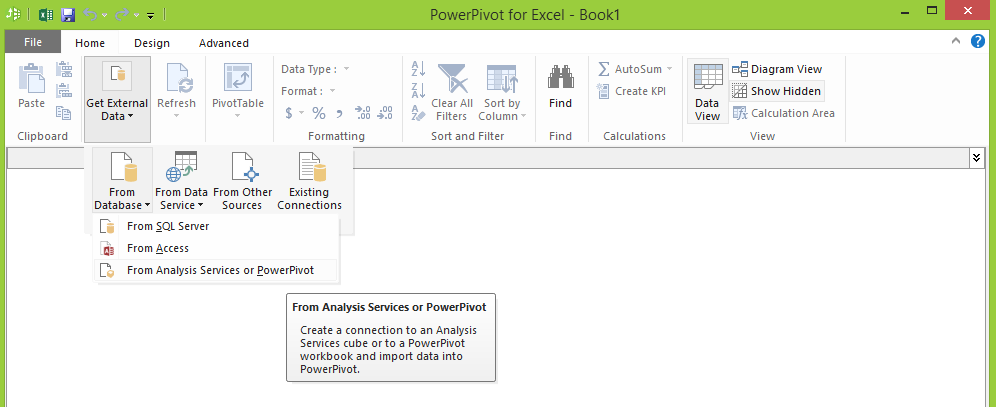 PowerPivot for Excel - Book1
File Home Design Advanced
Paste
Clipboard
Get External
Data
Refresh
PivotTable
Data Type :
Format :
$ % ,
.00 .00
Formatting
Clear All
Filters
Sort by
Column
Sort and Filter
Find
Find
AutoSum
Create KPI
Calculations
Data
View
Diagram View
Show Hidden
Calculation Area
View
From
Database
From Data
Service
From Other
Sources
Existing
Connections
From SQL Server
From Access
From Analysis Services or PowerPivot
From Analysis Services or PowerPivot
Create a connection to an Analysis
Services cube or to a PowerPivot
workbook and import data into
PowerPivot.